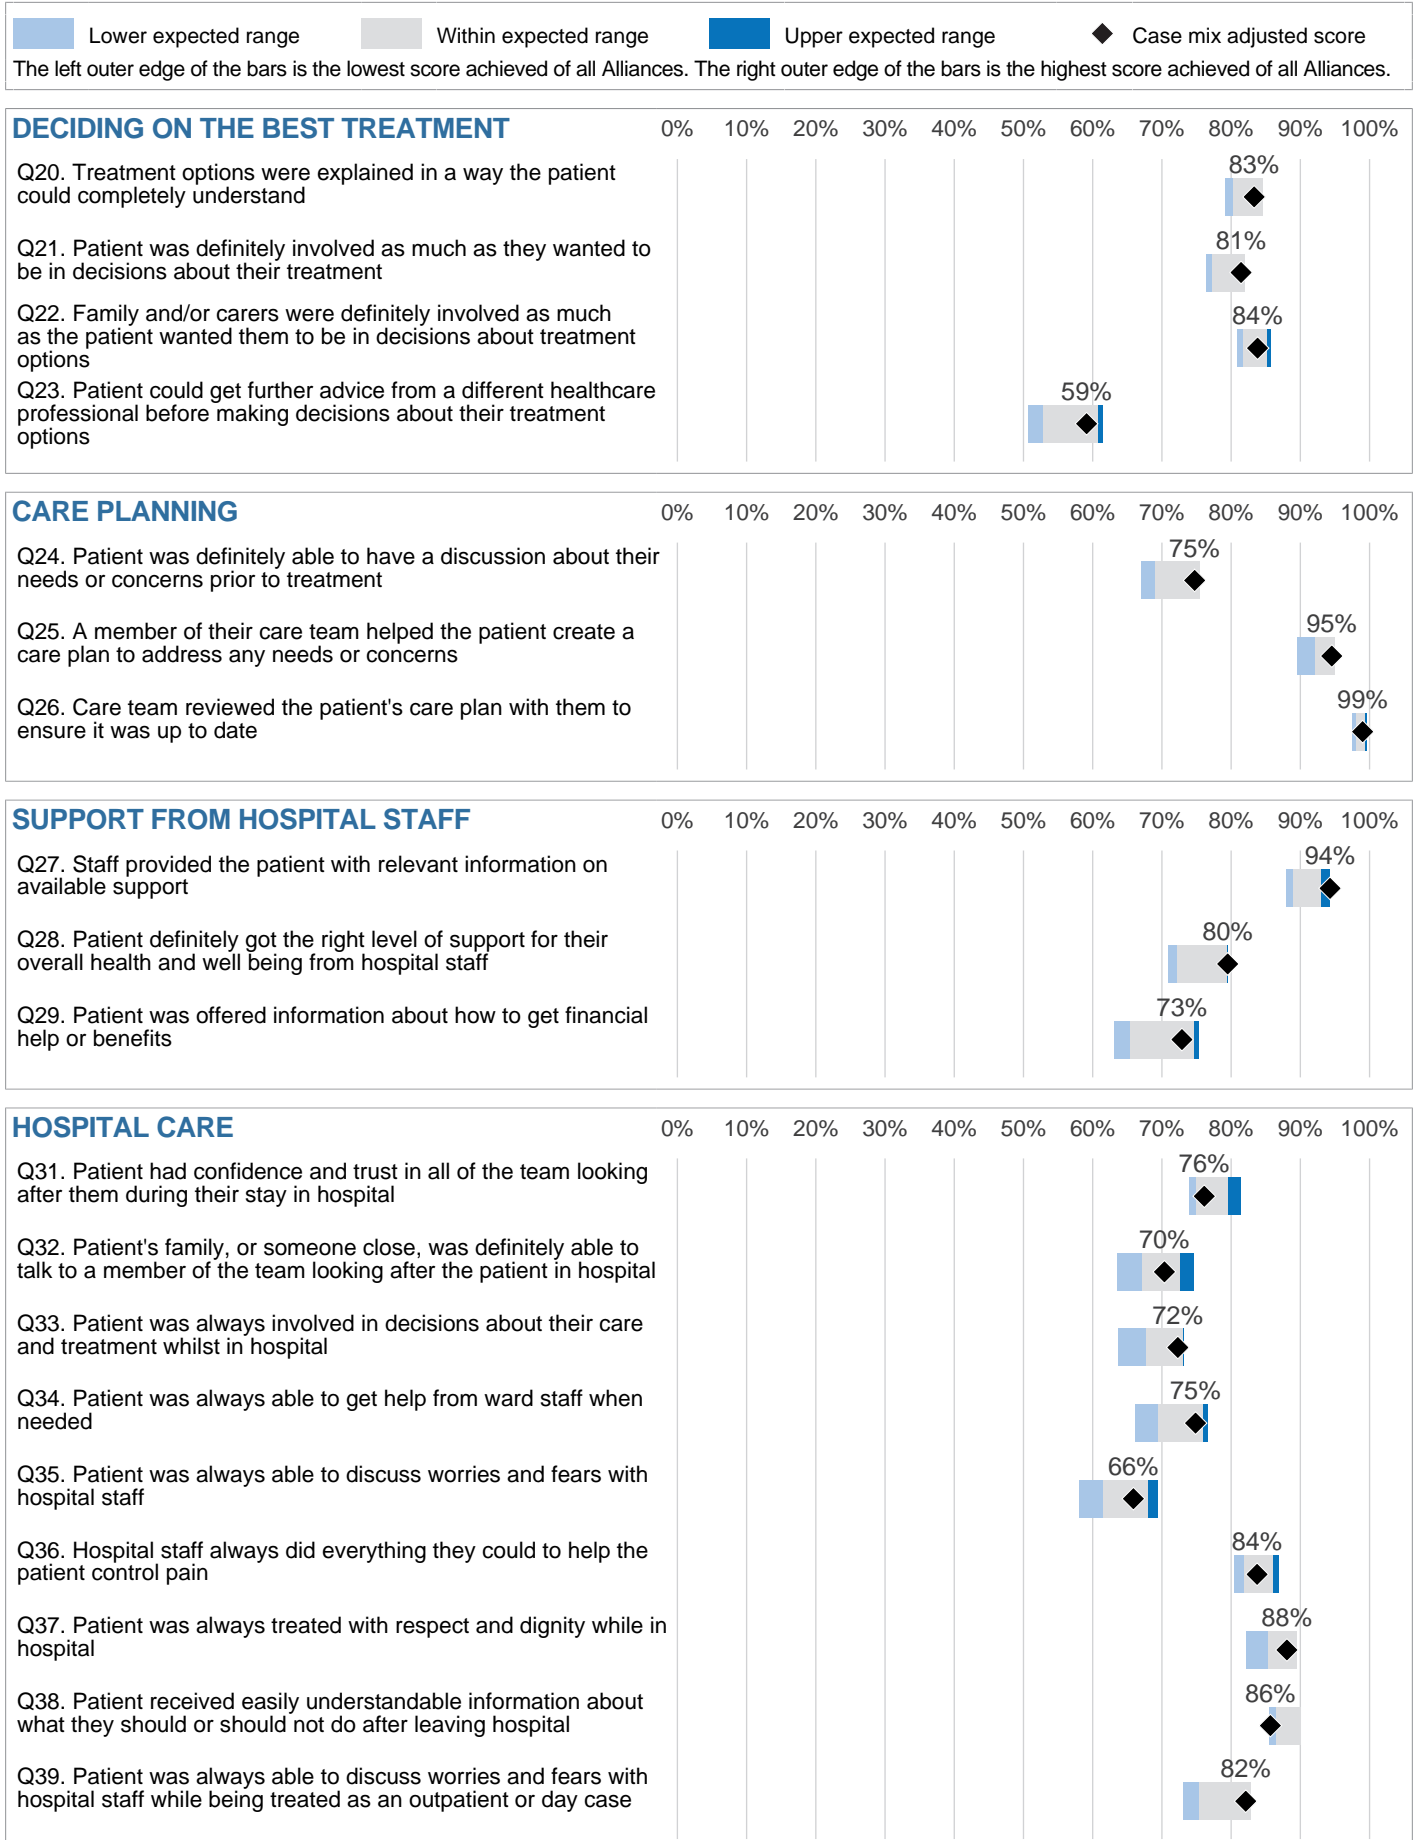 Lower expected range Within expected range Upper expected range Case mix adjusted score
The left outer edge of the bars is the lowest score achieved of all Alliances. The right outer edge of the bars is the highest score achieved of all Alliances.
DECIDING ON THE BEST TREATMENT 0% 10% 20% 30% 40% 50% 60% 70% 80% 90% 100%
Q20. Treatment options were explained in a way the patient
could completely understand
83%
Q21. Patient was definitely involved as much as they wanted to
be in decisions about their treatment
81%
Q22. Family and/or carers were definitely involved as much
as the patient wanted them to be in decisions about treatment
options
84%
Q23. Patient could get further advice from a different healthcare
professional before making decisions about their treatment
options
59%
CARE PLANNING 0% 10% 20% 30% 40% 50% 60% 70% 80% 90% 100%
Q24. Patient was definitely able to have a discussion about their
needs or concerns prior to treatment
75%
Q25. A member of their care team helped the patient create a
care plan to address any needs or concerns
95%
Q26. Care team reviewed the patient's care plan with them to
ensure it was up to date
99%
SUPPORT FROM HOSPITAL STAFF 0% 10% 20% 30% 40% 50% 60% 70% 80% 90% 100%
Q27. Staff provided the patient with relevant information on
available support
94%
Q28. Patient definitely got the right level of support for their
overall health and well being from hospital staff
80%
Q29. Patient was offered information about how to get financial
help or benefits
73%
HOSPITAL CARE 0% 10% 20% 30% 40% 50% 60% 70% 80% 90% 100%
Q31. Patient had confidence and trust in all of the team looking
after them during their stay in hospital
76%
Q32. Patient's family, or someone close, was definitely able to
talk to a member of the team looking after the patient in hospital
70%
Q33. Patient was always involved in decisions about their care
and treatment whilst in hospital
72%
Q34. Patient was always able to get help from ward staff when
needed
75%
Q35. Patient was always able to discuss worries and fears with
hospital staff
66%
Q36. Hospital staff always did everything they could to help the
patient control pain
84%
Q37. Patient was always treated with respect and dignity while in
hospital
88%
Q38. Patient received easily understandable information about
what they should or should not do after leaving hospital
86%
Q39. Patient was always able to discuss worries and fears with
hospital staff while being treated as an outpatient or day case
82%